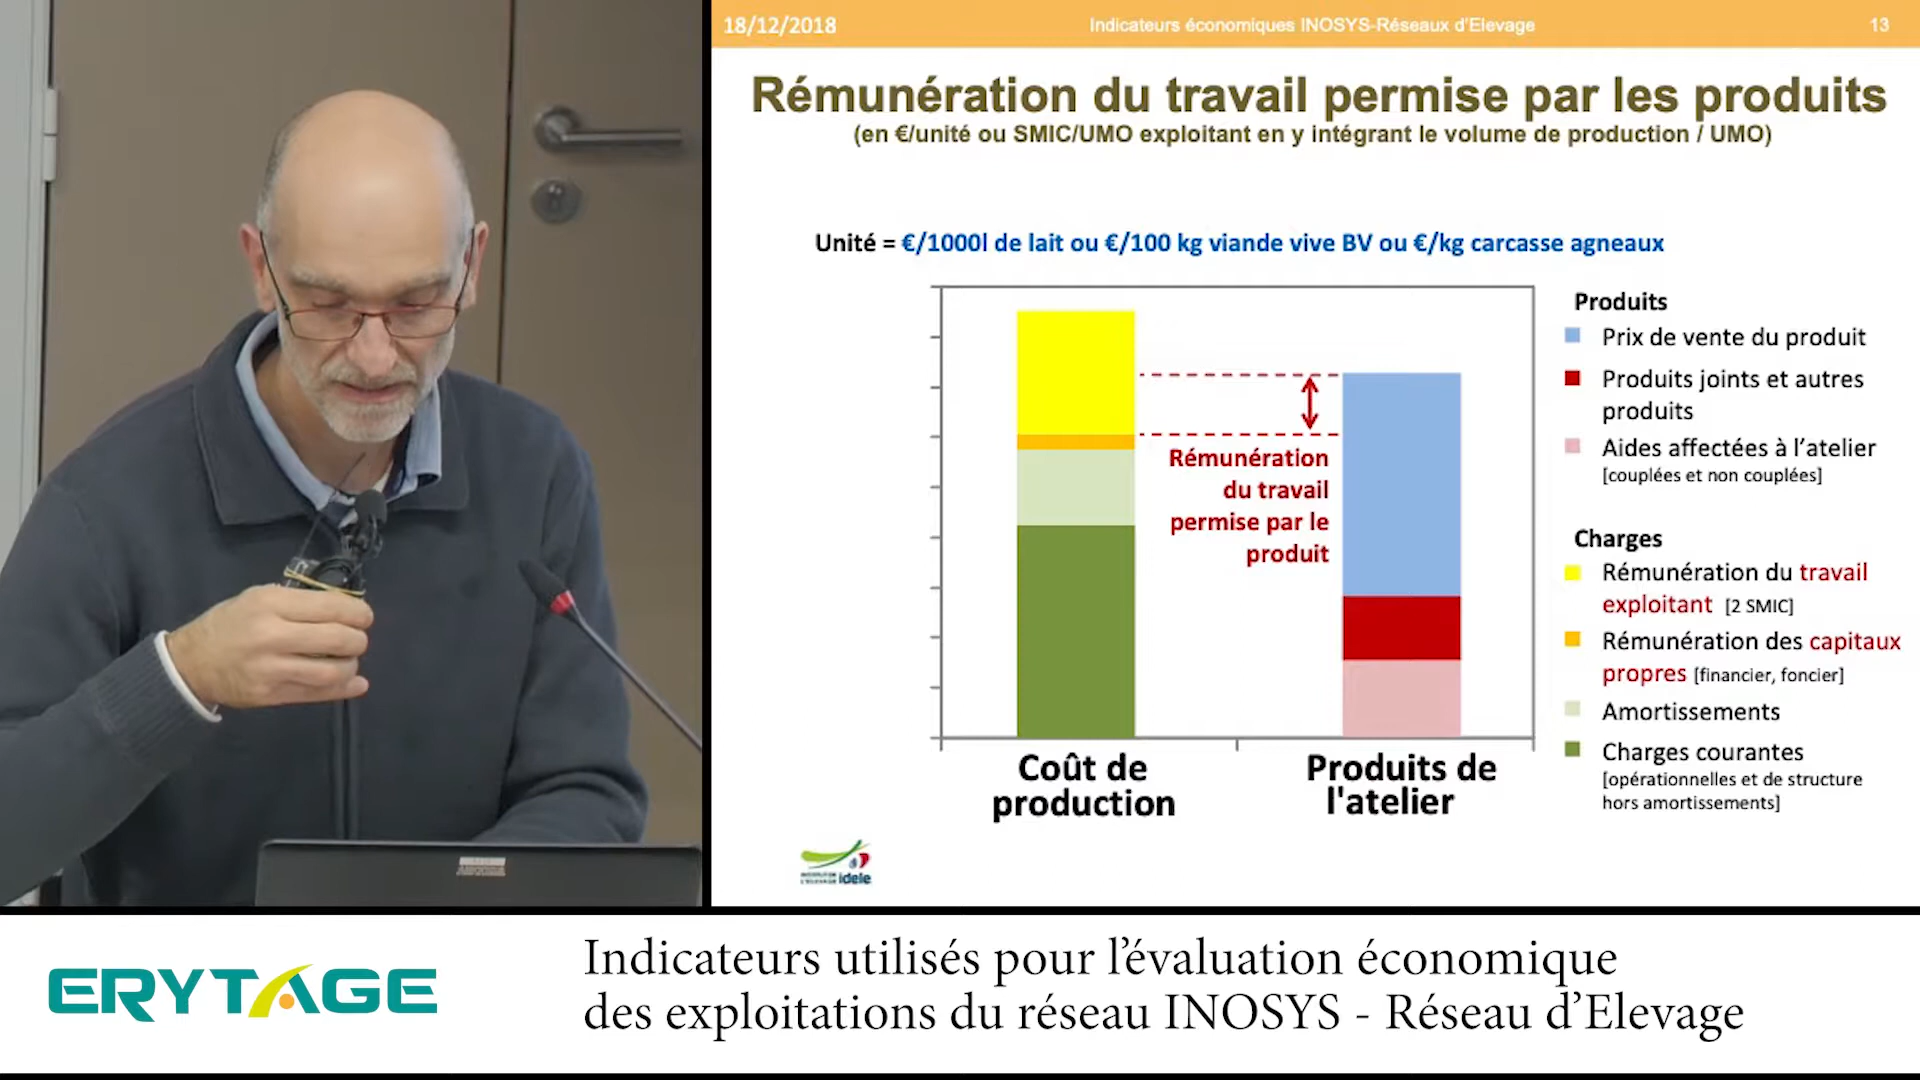 18/12/2018
Indicateurs économiques INOSYS-Réseaux d'Elevage
13
Rémunération du travail permise par les produits
(en €/unité ou SMIC/UMO exploitant en y intégrant le volume de production / UMO)
Unité = €/1000l de lait ou €/100 kg viande vive BV ou €/kg carcasse agneaux
Rémunération
du travail
permise par le
produit
Coût de
production
Produits de
l'atelier
Produits
Prix de vente du produit
Produits joints et autres
produits
Aides affectées à l'atelier
[couplées et non couplées]
Charges
Rémunération du travail
exploitant [2 SMIC]
Rémunération des capitaux
propres [financier, foncier]
Amortissements
Charges courantes
[opérationnelles et de structure
hors amortissements]
idele
ERYTAGE
Indicateurs utilisés pour l'évaluation économique
des exploitations du réseau INOSYS - Réseau d'Elevage